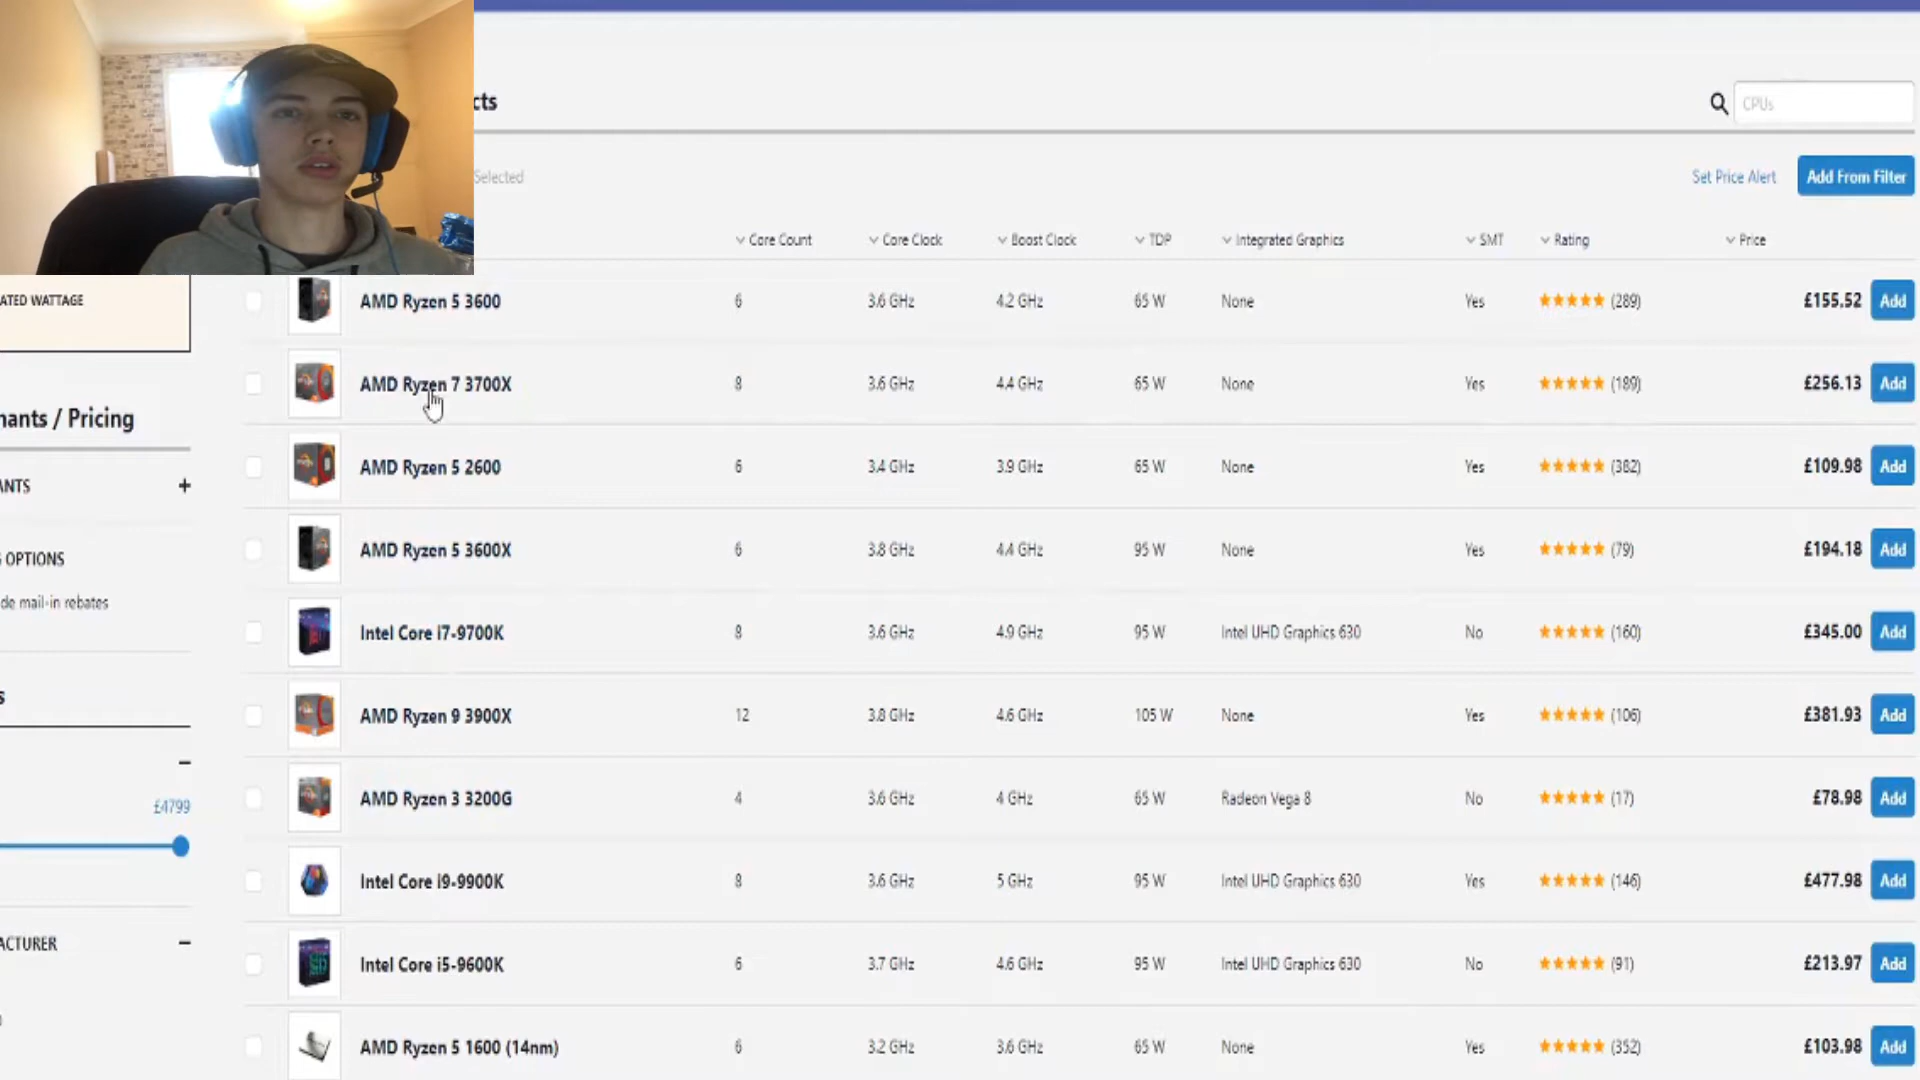 cts
CPUs
Selected
Set Price Alert
Add From Filter
Core Count Core Clock Boost Clock TDP Integrated Graphics SMT Rating Price
AMD Ryzen 5 3600 6 3.6 GHz 4.2 GHz 65 W None Yes (289) £155.52 Add
AMD Ryzen 7 3700X 8 3.6 GHz 4.4 GHz 65 W None Yes (189) £256.13 Add
AMD Ryzen 5 2600 6 3.4 GHz 3.9 GHz 65 W None Yes (382) £109.98 Add
AMD Ryzen 5 3600X 6 3.8 GHz 4.4 GHz 95 W None Yes (79) £194.18 Add
Intel Core i7-9700K 8 3.6 GHz 4.9 GHz 95 W Intel UHD Graphics 630 No (160) £345.00 Add
AMD Ryzen 9 3900X 12 3.8 GHz 4.6 GHz 105 W None Yes (106) £381.93 Add
AMD Ryzen 3 3200G 4 3.6 GHz 4 GHz 65 W Radeon Vega 8 No (17) £78.98 Add
Intel Core i9-9900K 8 3.6 GHz 5 GHz 95 W Intel UHD Graphics 630 Yes (146) £477.98 Add
Intel Core i5-9600K 6 3.7 GHz 4.6 GHz 95 W Intel UHD Graphics 630 No (91) £213.97 Add
AMD Ryzen 5 1600 (14nm) 6 3.2 GHz 3.6 GHz 65 W None Yes (352) £103.98 Add
ATED WATTAGE
hants / Pricing
ANTS +
OPTIONS
de mail-in rebates
s
£4799
ACTURER